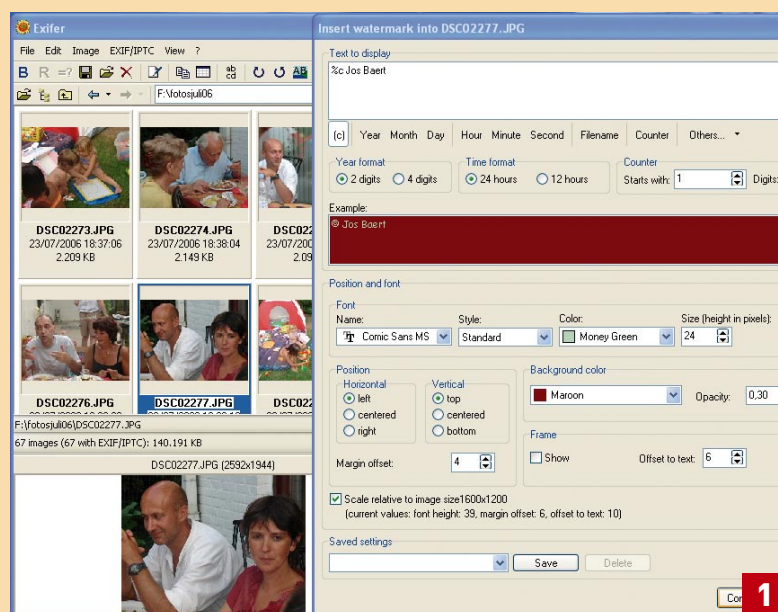 Exifer
File Edit Image EXIF/IPTC View ?
B R =?
F:\fotosjuli06
DSC02273.JPG
23/07/2006 18:37:06
2.209 KB
DSC02274.JPG
23/07/2006 18:38:04
2.149 KB
DSC02276.JPG
DSC02277.JPG
F:\fotosjuli06\DSC02277.JPG
67 images (67 with EXIF/IPTC): 140.191 KB
DSC02277.JPG (2592x1944)
Insert watermark into DSC02277.JPG
Text to display
%c Jos Baert
(c) Year Month Day Hour Minute Second Filename Counter Others...
Year format
2 digits 4 digits
Time format
24 hours 12 hours
Counter
Starts with: 1 Digits:
Example:
© Jos Baert
Position and font
Font
Name: Style: Color: Size (height in pixels):
Comic Sans MS Standard Money Green 24
Position
Horizontal
left
centered
right
Vertical
top
centered
bottom
Margin offset: 4
Background color
Maroon Opacity: 0,30
Frame
Show Offset to text: 6
Scale relative to image size1600x1200
(current values: font height: 39, margin offset: 6, offset to text: 10)
Saved settings
Save Delete
1